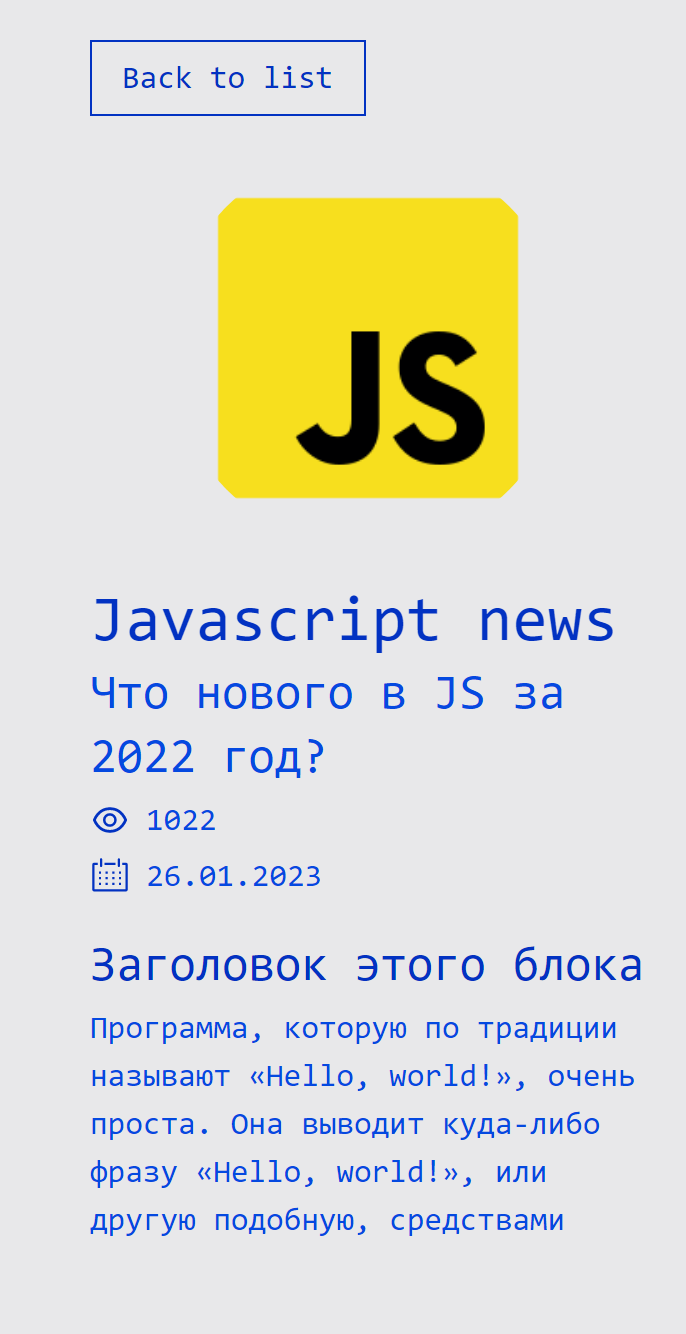 Back to list
JS
Javascript news
Что нового в JS за
2022 год?
1022
26.01.2023
Заголовок этого блока
Программа, которую по традиции
называют «Hello, world!», очень
проста. Она выводит куда-либо
фразу «Hello, world!», или
другую подобную, средствами